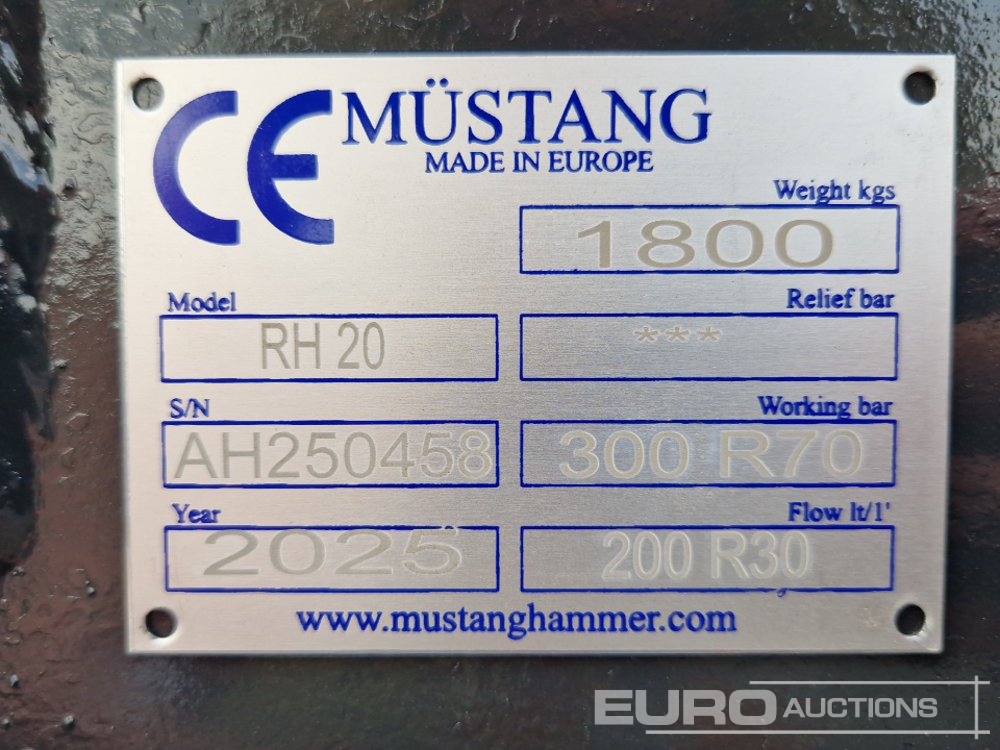 CE MÜSTANG
MADE IN EUROPE
Weight kgs
1800
Model
RH 20
Relief bar
***
S/N
AH250458
Working bar
300 R70
Year
2025
Flow lt/1'
200 R30
www.mustanghammer.com
EURO AUCTIONS